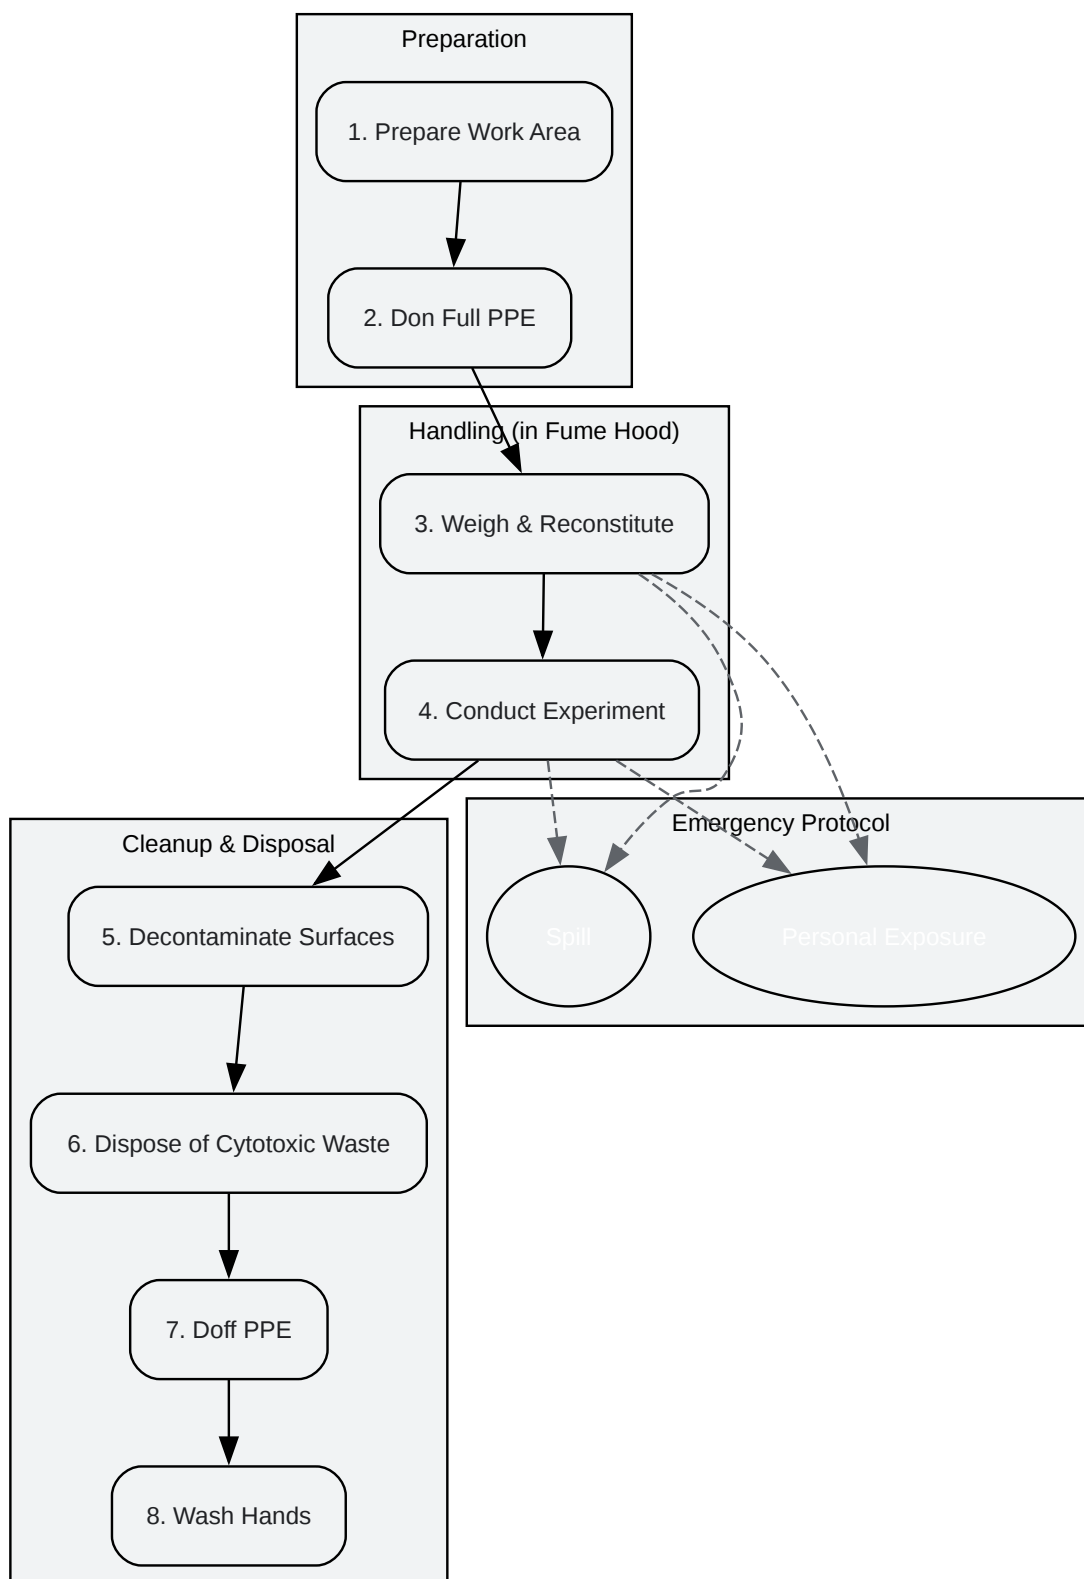 Preparation
1. Prepare Work Area
2. Don Full PPE
Handling (in Fume Hood)
3. Weigh & Reconstitute
4. Conduct Experiment
Emergency Protocol
Spill
Personal Exposure
Cleanup & Disposal
5. Decontaminate Surfaces
6. Dispose of Cytotoxic Waste
7. Doff PPE
8. Wash Hands